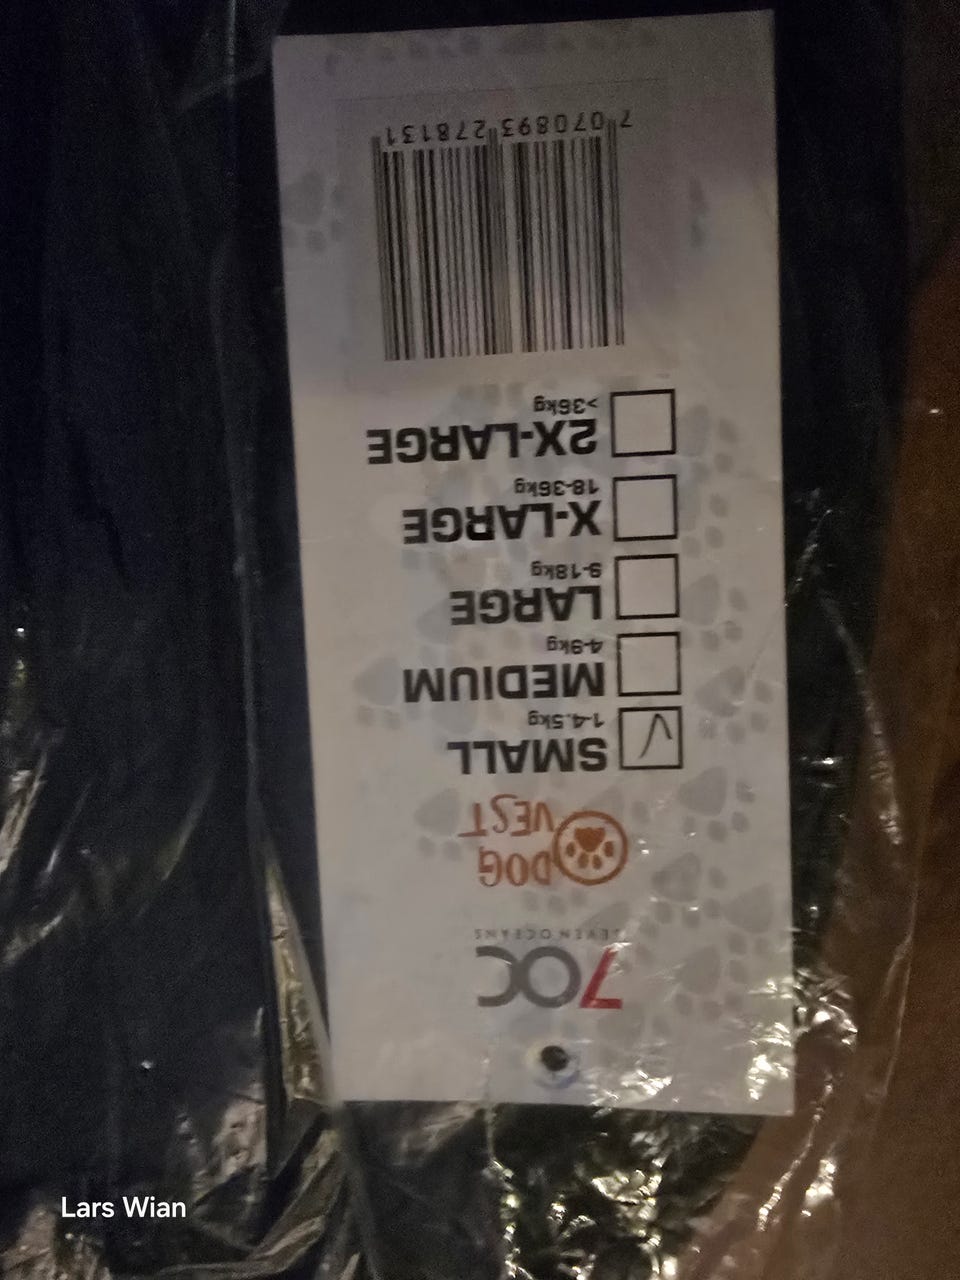 7OC
SEVEN OCEANS
DOG
VEST
SMALL
1-4.5kg
MEDIUM
4-9kg
LARGE
9-18kg
X-LARGE
18-36kg
2X-LARGE
>36kg
7 070893 278131
Lars Wian